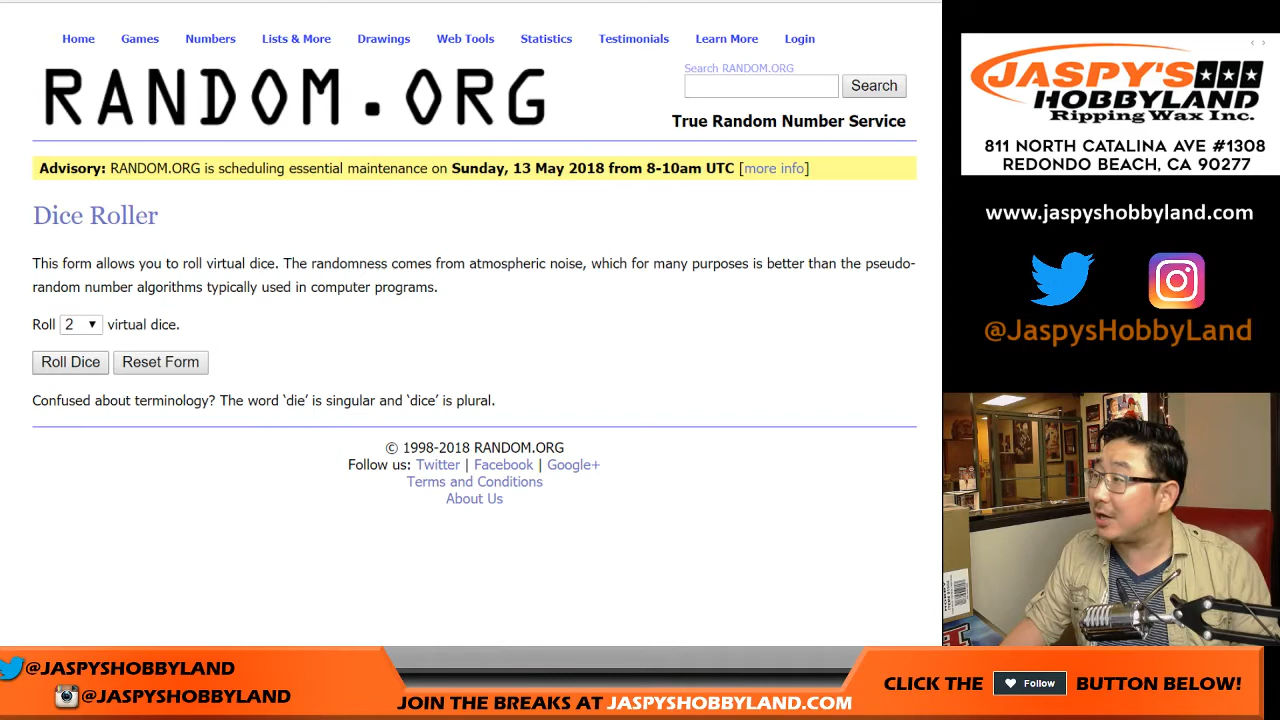 Home Games Numbers Lists & More Drawings Web Tools Statistics Testimonials Learn More Login
RANDOM.ORG
Search RANDOM.ORG
Search
True Random Number Service
Advisory: RANDOM.ORG is scheduling essential maintenance on Sunday, 13 May 2018 from 8-10am UTC [more info]
Dice Roller
This form allows you to roll virtual dice. The randomness comes from atmospheric noise, which for many purposes is better than the pseudo-
random number algorithms typically used in computer programs.
Roll 2 virtual dice.
Roll Dice Reset Form
Confused about terminology? The word ‘die’ is singular and ‘dice’ is plural.
© 1998-2018 RANDOM.ORG
Follow us: Twitter | Facebook | Google+
Terms and Conditions
About Us
JASPY'S
HOBBYLAND
Ripping Wax Inc.
811 NORTH CATALINA AVE #1308
REDONDO BEACH, CA 90277
www.jaspyshobbyland.com
@JaspysHobbyLand
@JASPYSHOBBYLAND
@JASPYSHOBBYLAND
JOIN THE BREAKS AT JASPYSHOBBYLAND.COM
CLICK THE Follow BUTTON BELOW!